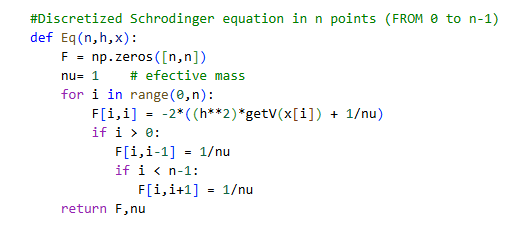 #Discretized Schrodinger equation in n points (FROM 0 to n-1)
def Eq(n,h,x):
    F = np.zeros([n,n])
    nu= 1    # efective mass
    for i in range(0,n):
        F[i,i] = -2*((h**2)*getV(x[i]) + 1/nu)
        if i > 0:
           F[i,i-1] = 1/nu
           if i < n-1:
              F[i,i+1] = 1/nu
    return F,nu